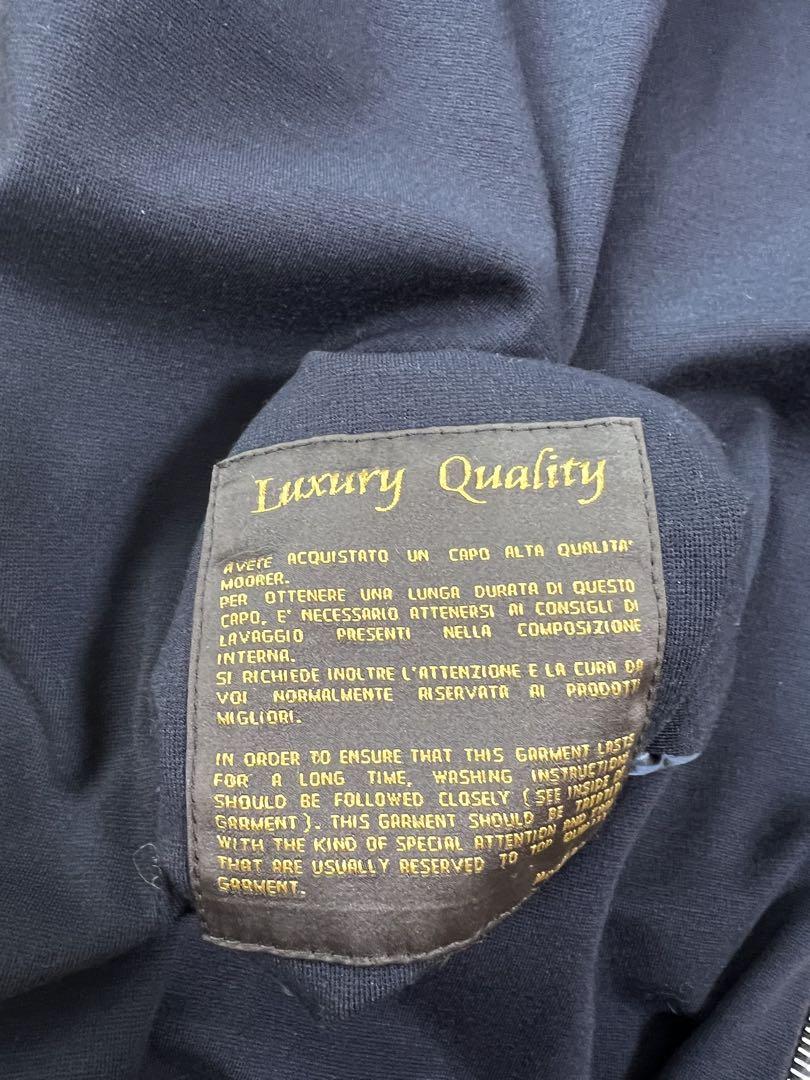 Luxury Quality
AVETE ACQUISTATO UN CAPO ALTA QUALITA'
MOORER.
PER OTTENERE UNA LUNGA DURATA DI QUESTO
CAPO, E' NECESSARIO ATTENERSI AI CONSIGLI DI
LAVAGGIO PRESENTI NELLA COMPOSIZIONE
INTERNA.
SI RICHIEDE INOLTRE L'ATTENZIONE E LA CURA DA
VOI NORMALMENTE RISERVATA AI PRODOTTI
MIGLIORI.
IN ORDER TO ENSURE THAT THIS GARMENT LASTS
FOR A LONG TIME, WASHING INSTRUCTIONS
SHOULD BE FOLLOWED CLOSELY (SEE INSIDE
GARMENT). THIS GARMENT SHOULD BE
WITH THE KIND OF SPECIAL ATTENTION AND
THAT ARE USUALLY RESERVED TO TOP
GARMENT.